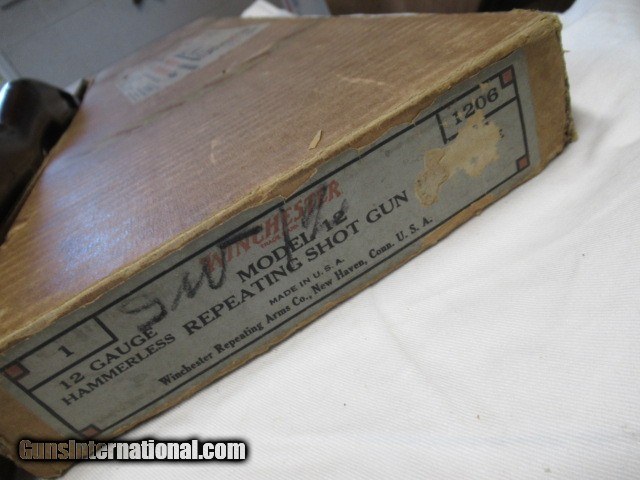 1206
WINCHESTER
MODEL 12
1
12 GAUGE
HAMMERLESS REPEATING SHOT GUN
MADE IN U.S.A.
Winchester Repeating Arms Co., New Haven, Conn. U. S. A.
GunsInternational.com